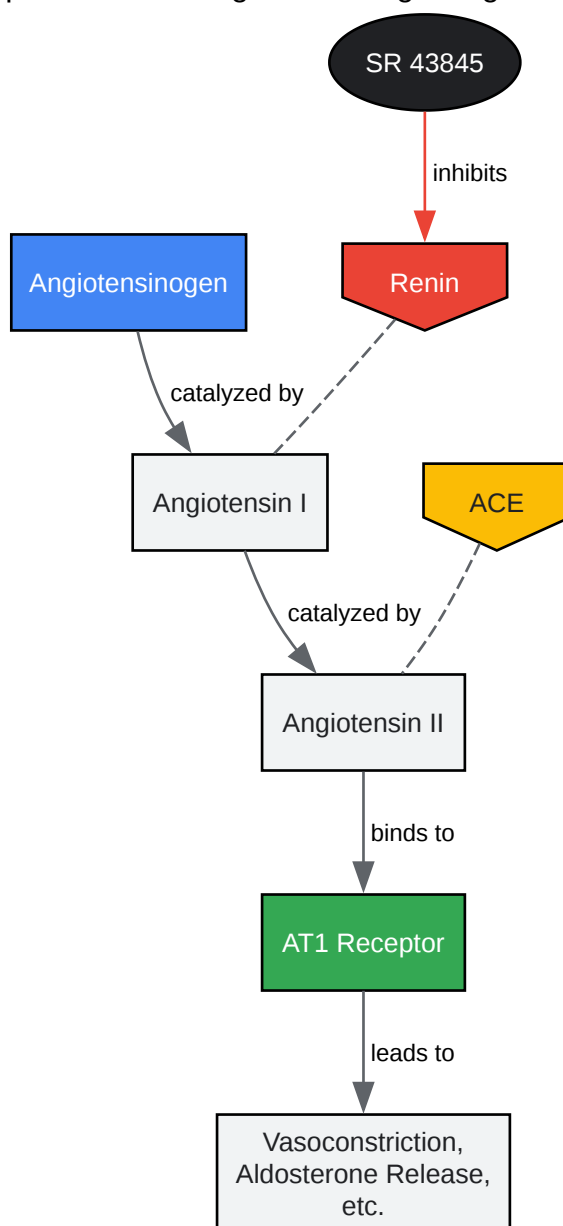 SR 43845
inhibits
Angiotensinogen
Renin
catalyzed by
Angiotensin I
ACE
catalyzed by
Angiotensin II
binds to
AT1 Receptor
leads to
Vasoconstriction,
Aldosterone Release,
etc.